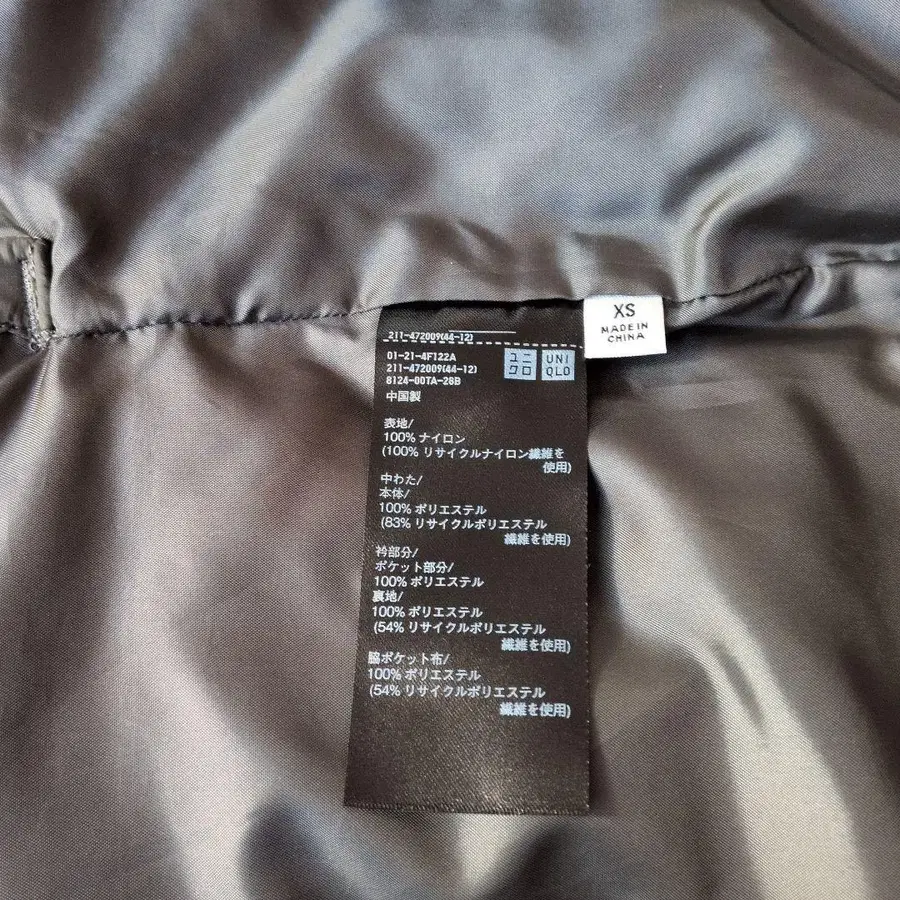 XS
MADE IN
CHINA
211-472009(44-12)
01-21-4F122A
211-472009(44-12)
8124-00TA-28B
ユニ
クロ
UNI
QLO
中国製
表地/
100% ナイロン
(100% リサイクルナイロン繊維を
使用)
中わた/
本体/
100% ポリエステル
(83% リサイクルポリエステル
繊維を使用)
衿部分/
ポケット部分/
100% ポリエステル
裏地/
100% ポリエステル
(54% リサイクルポリエステル
繊維を使用)
脇ポケット布/
100% ポリエステル
(54% リサイクルポリエステル
繊維を使用)